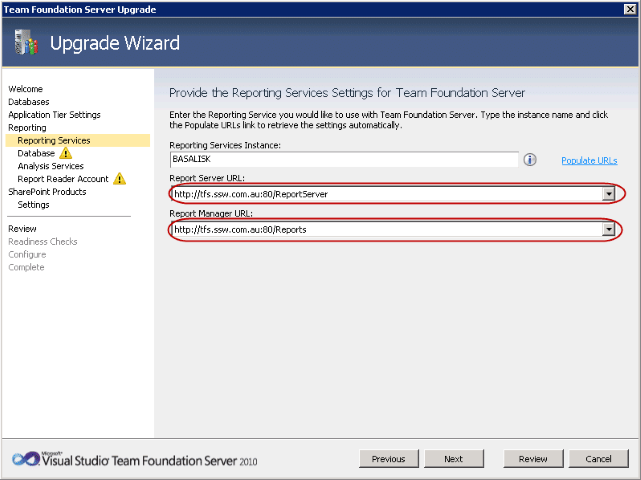 Team Foundation Server Upgrade
Upgrade Wizard
Welcome
Databases
Application Tier Settings
Reporting
Reporting Services
Database
Analysis Services
Report Reader Account
SharePoint Products
Settings
Review
Readiness Checks
Configure
Complete
Provide the Reporting Services Settings for Team Foundation Server
Enter the Reporting Service you would like to use with Team Foundation Server. Type the instance name and click
the Populate URLs link to retrieve the settings automatically.
Reporting Services Instance:
BASALISK
Populate URLs
Report Server URL:
http://tfs.ssw.com.au:80/ReportServer
Report Manager URL:
http://tfs.ssw.com.au:80/Reports
Microsoft
Visual Studio Team Foundation Server 2010
Previous
Next
Review
Cancel